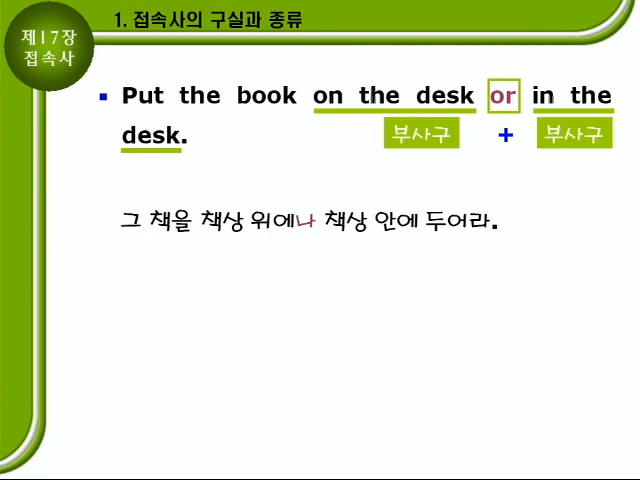 제17장
접속사
1. 접속사의 구실과 종류
Put the book on the desk or in the
desk.
부사구 + 부사구
그 책을 책상 위에나 책상 안에 두어라.